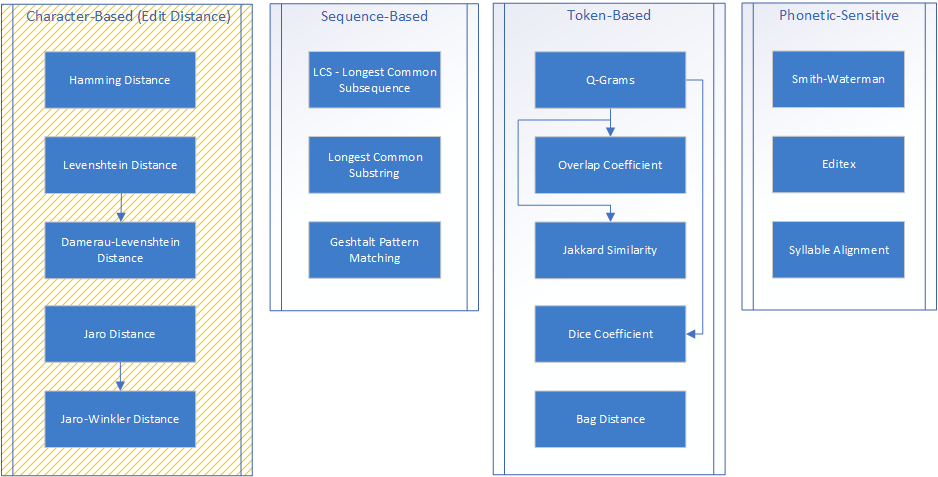 Character-Based (Edit Distance)
Hamming Distance
Levenshtein Distance
Damerau-Levenshtein
Distance
Jaro Distance
Jaro-Winkler Distance
Sequence-Based
LCS - Longest Common
Subsequence
Longest Common
Substring
Geshtalt Pattern
Matching
Token-Based
Q-Grams
Overlap Coefficient
Jakkard Similarity
Dice Coefficient
Bag Distance
Phonetic-Sensitive
Smith-Waterman
Editex
Syllable Alignment